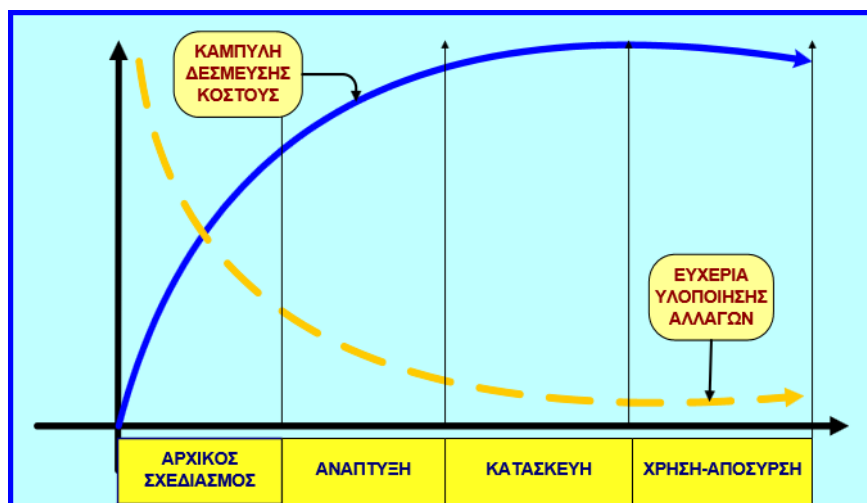 ΚΑΜΠΥΛΗ
ΔΕΣΜΕΥΣΗΣ
ΚΟΣΤΟΥΣ
ΕΥΧΕΡΙΑ
ΥΛΟΠΟΙΗΣΗΣ
ΑΛΛΑΓΩΝ
ΑΡΧΙΚΟΣ
ΣΧΕΔΙΑΣΜΟΣ
ΑΝΑΠΤΥΞΗ
ΚΑΤΑΣΚΕΥΗ
ΧΡΗΣΗ-ΑΠΟΣΥΡΣΗ